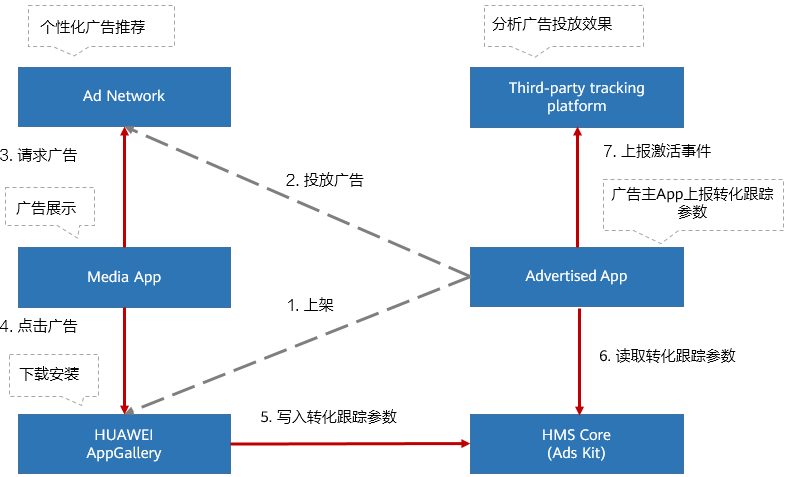 个性化广告推荐
分析广告投放效果
Ad Network
Third-party tracking
platform
3. 请求广告
7. 上报激活事件
2. 投放广告
广告展示
广告主App上报转化跟踪
参数
Media App
Advertised App
1. 上架
4. 点击广告
6. 读取转化跟踪参数
下载安装
5. 写入转化跟踪参数
HUAWEI
AppGallery
HMS Core
(Ads Kit)